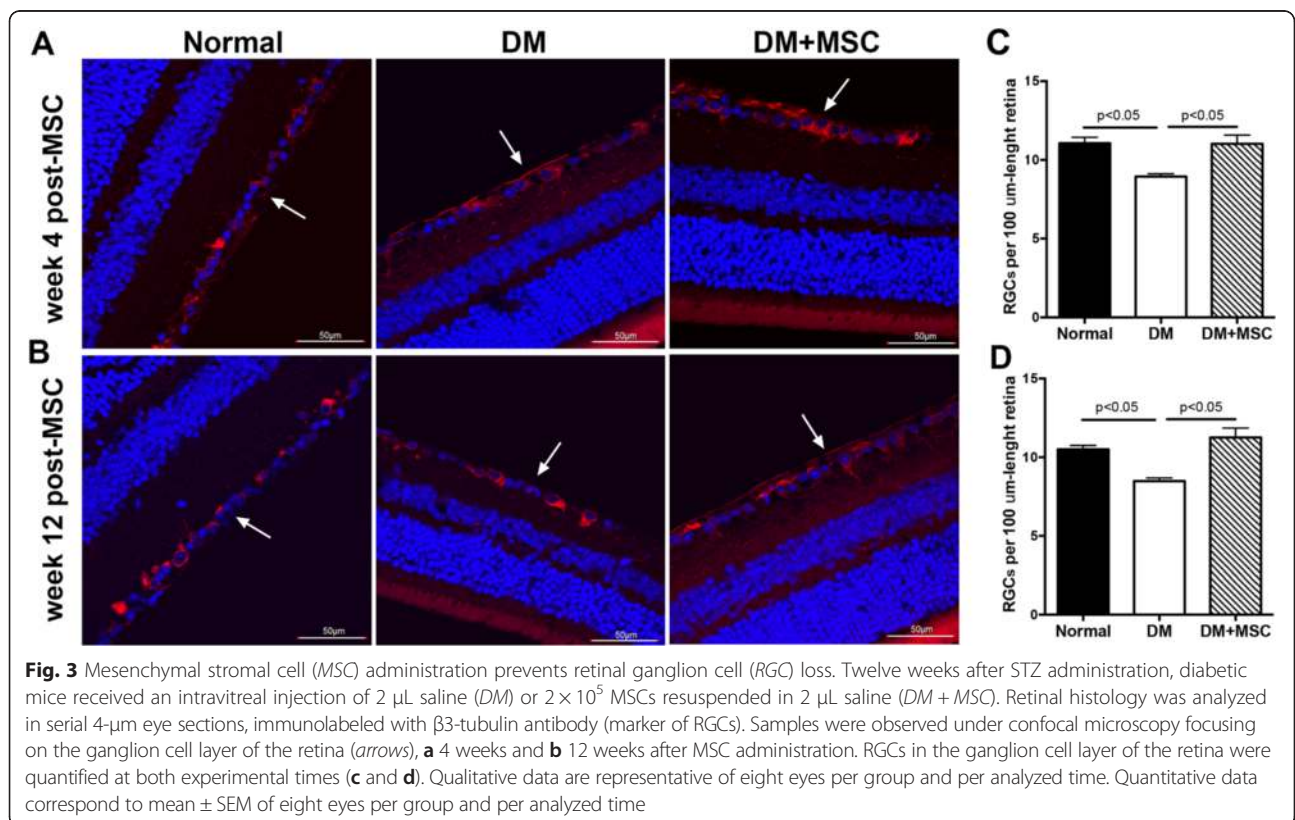 A
Normal
DM
DM+MSC
week 4 post-MSC
50µm
50µm
50µm
B
week 12 post-MSC
50µm
50µm
50µm
C
RGCs per 100 um-lenght retina
15
10
5
0
p<0.05
p<0.05
Normal
DM
DM+MSC
D
RGCs per 100 um-lenght retina
15
10
5
0
p<0.05
p<0.05
Normal
DM
DM+MSC
Fig. 3 Mesenchymal stromal cell (MSC) administration prevents retinal ganglion cell (RGC) loss. Twelve weeks after STZ administration, diabetic
mice received an intravitreal injection of 2 µL saline (DM) or 2 × 10⁵ MSCs resuspended in 2 µL saline (DM + MSC). Retinal histology was analyzed
in serial 4-µm eye sections, immunolabeled with β3-tubulin antibody (marker of RGCs). Samples were observed under confocal microscopy focusing
on the ganglion cell layer of the retina (arrows), a 4 weeks and b 12 weeks after MSC administration. RGCs in the ganglion cell layer of the retina were
quantified at both experimental times (c and d). Qualitative data are representative of eight eyes per group and per analyzed time. Quantitative data
correspond to mean ± SEM of eight eyes per group and per analyzed time